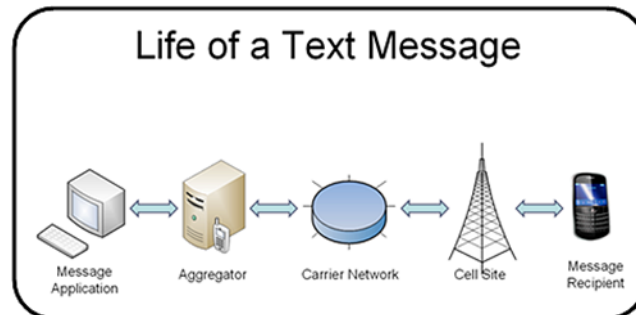 Life of a Text Message
Message
Application
Aggregator
Carrier Network
Cell Site
Message
Recipient